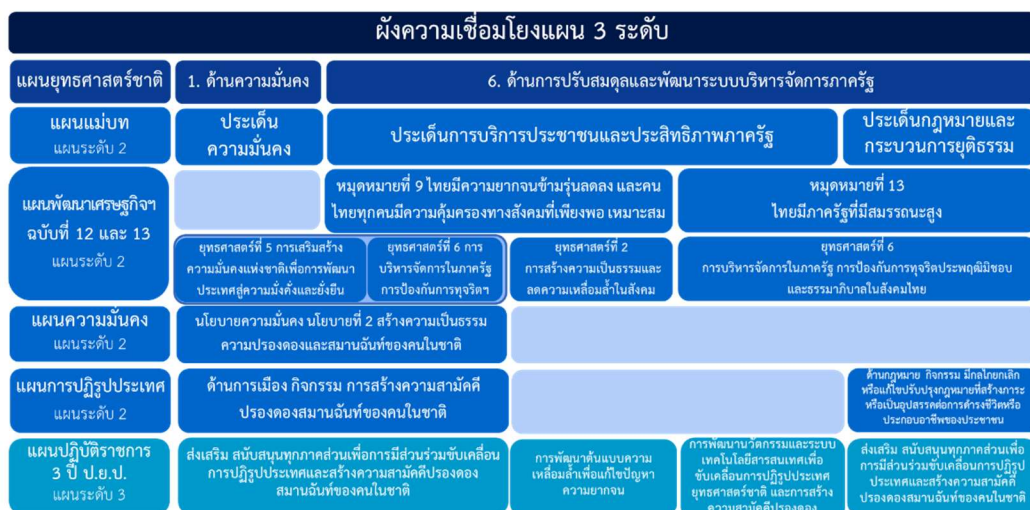 ผังความเชื่อมโยงแผน 3 ระดับ
แผนยุทธศาสตร์ชาติ
1. ด้านความมั่นคง
6. ด้านการปรับสมดุลและพัฒนาระบบบริหารจัดการภาครัฐ
แผนแม่บท
แผนระดับ 2
ประเด็น
ความมั่นคง
ประเด็นการบริการประชาชนและประสิทธิภาพภาครัฐ
ประเด็นกฎหมายและ
กระบวนการยุติธรรม
แผนพัฒนาเศรษฐกิจฯ
ฉบับที่ 12 และ 13
แผนระดับ 2
หมุดหมายที่ 9 ไทยมีความยากจนข้ามรุ่นลดลง และคน
ไทยทุกคนมีความคุ้มครองทางสังคมที่เพียงพอ เหมาะสม
หมุดหมายที่ 13
ไทยมีภาครัฐที่มีสมรรถนะสูง
ยุทธศาสตร์ที่ 5 การเสริมสร้าง
ความมั่นคงแห่งชาติเพื่อการพัฒนา
ประเทศสู่ความมั่งคั่งและยั่งยืน
ยุทธศาสตร์ที่ 6 การ
บริหารจัดการในภาครัฐ
การป้องกันการทุจริตฯ
ยุทธศาสตร์ที่ 2
การสร้างความเป็นธรรมและ
ลดความเหลื่อมล้ำในสังคม
ยุทธศาสตร์ที่ 6
การบริหารจัดการในภาครัฐ การป้องกันการทุจริตประพฤติมิชอบ
และธรรมาภิบาลในสังคมไทย
แผนความมั่นคง
แผนระดับ 2
นโยบายความมั่นคง นโยบายที่ 2 สร้างความเป็นธรรม
ความปรองดองและสมานฉันท์ของคนในชาติ
แผนการปฏิรูปประเทศ
แผนระดับ 2
ด้านการเมือง กิจกรรม การสร้างความสามัคคี
ปรองดองสมานฉันท์ของคนในชาติ
ด้านกฎหมาย กิจกรรม มีกลไกยกเลิก
หรือแก้ไขปรับปรุงกฎหมายที่สร้างภาระ
หรือเป็นอุปสรรคต่อการดำรงชีวิตหรือ
ประกอบอาชีพของประชาชน
แผนปฏิบัติราชการ
3 ปี ป.ย.ป.
แผนระดับ 3
ส่งเสริม สนับสนุนทุกภาคส่วนเพื่อการมีส่วนร่วมขับเคลื่อน
การปฏิรูปประเทศและสร้างความสามัคคีปรองดอง
สมานฉันท์ของคนในชาติ
การพัฒนาต้นแบบความ
เหลื่อมล้ำเพื่อแก้ไขปัญหา
ความยากจน
การพัฒนานวัตกรรมและระบบ
เทคโนโลยีสารสนเทศเพื่อ
ขับเคลื่อนการปฏิรูปประเทศ
ยุทธศาสตร์ชาติ และการสร้าง
ความสามัคคีปรองดอง
ส่งเสริม สนับสนุนทุกภาคส่วนเพื่อ
การมีส่วนร่วมขับเคลื่อนการปฏิรูป
ประเทศและสร้างความสามัคคี
ปรองดองสมานฉันท์ของคนในชาติ